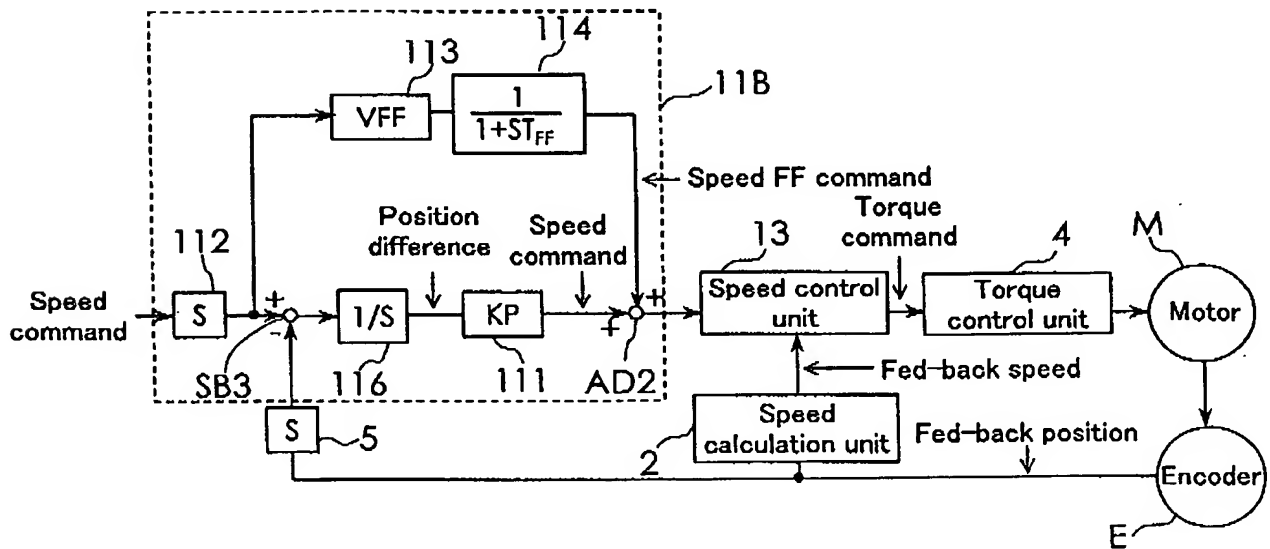 114
113
11B
VFF
1
1+ST_FF
Speed FF command
Position
difference
Speed
command
Torque
command
112
13
4
M
Speed
command
S
+
-
1/S
KP
+
+
Speed control
unit
Torque
control unit
Motor
SB3
116
111
AD2
Fed-back speed
S
5
2
Speed
calculation unit
Fed-back position
Encoder
E